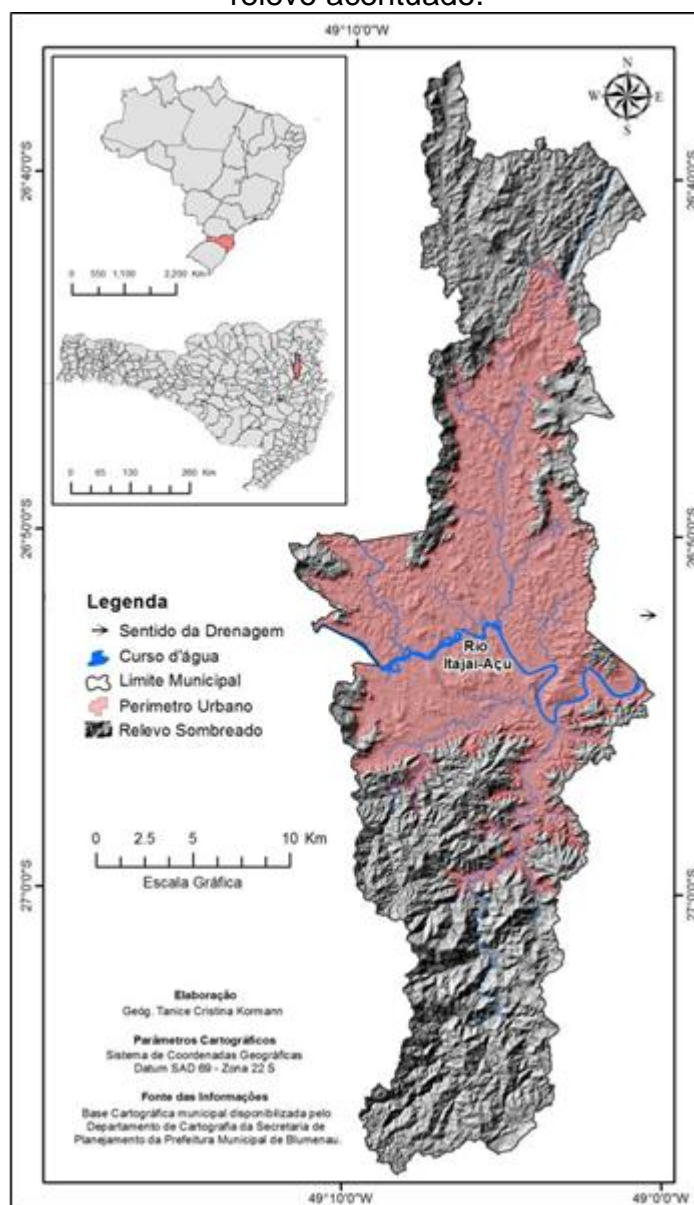 relevo acentuado.
49°10'0"W
N
W E
S
26°40'0"S
26°40'0"S
0 550 1,100 2,200 Km
0 65 130 260 Km
26°50'0"S
26°50'0"S
Legenda
Sentido da Drenagem
Curso d'água
Limite Municipal
Perimetro Urbano
Relevo Sombreado
Rio
Itajaí-Açu
0 2.5 5 10 Km
Escala Gráfica
27°0'0"S
27°0'0"S
Elaboração
Geóg. Tanice Cristina Kormann
Parâmetros Cartográficos
Sistema de Coordenadas Geográficas
Datum SAD 69 - Zona 22 S
Fonte das Informações
Base Cartográfica municipal disponibilizada pelo
Departamento de Cartografia da Secretaria de
Planejamento da Prefeitura Municipal de Blumenau.
49°10'0"W
49°0'0"W